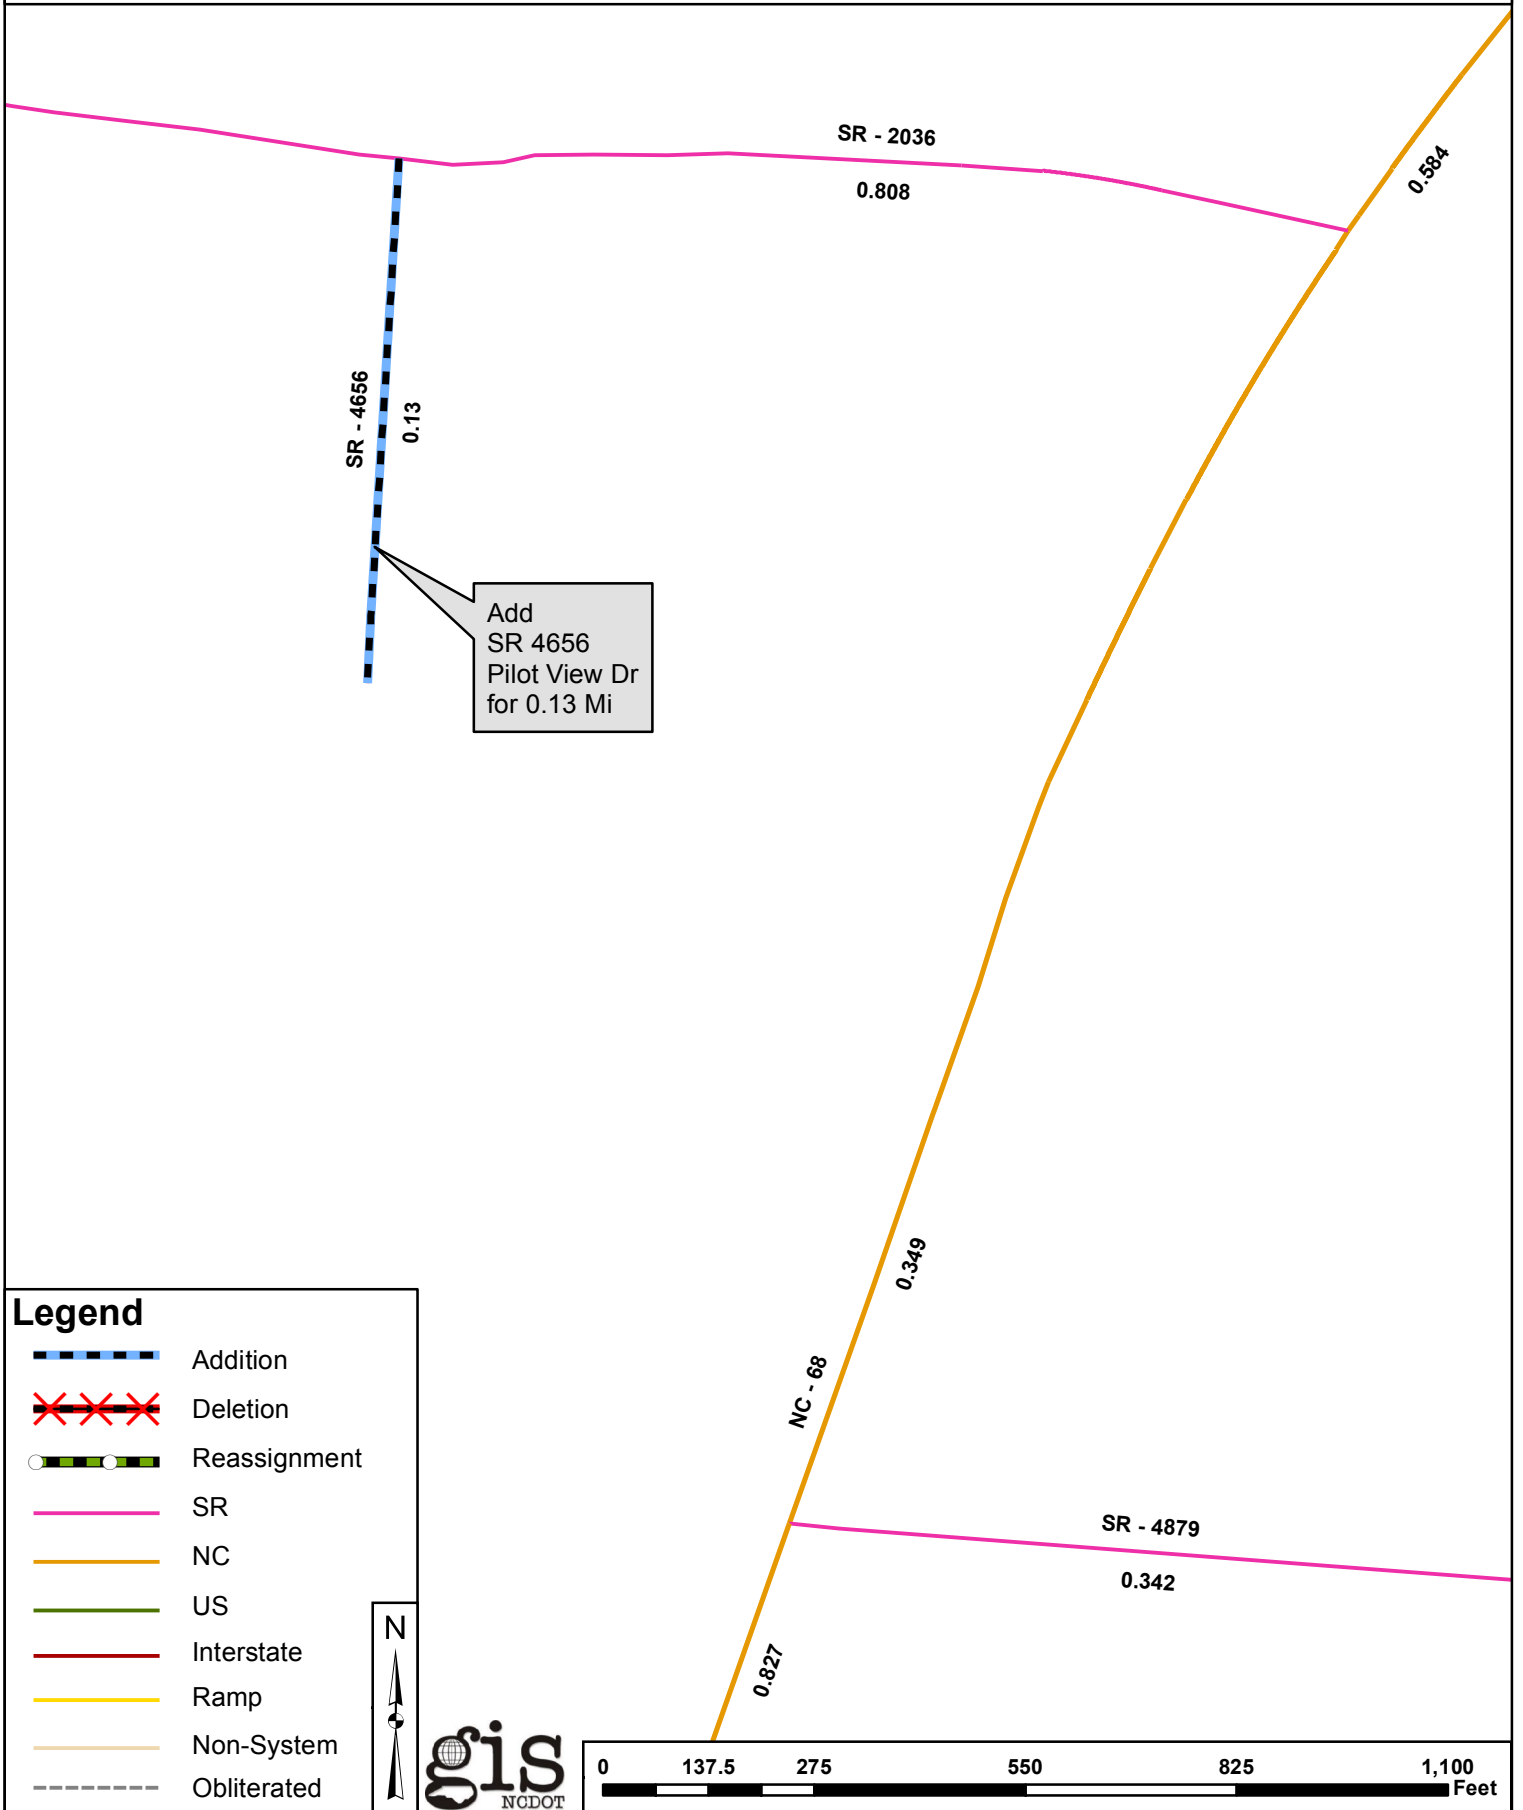 SR - 2036
0.808
0.584
SR - 4656
0.13
Add
SR 4656
Pilot View Dr
for 0.13 Mi
0.349
NC - 68
SR - 4879
0.342
0.827
Legend
Addition
Deletion
Reassignment
SR
NC
US
Interstate
Ramp
Non-System
Obliterated
N
gis
NCDOT
0 137.5 275 550 825 1,100
Feet